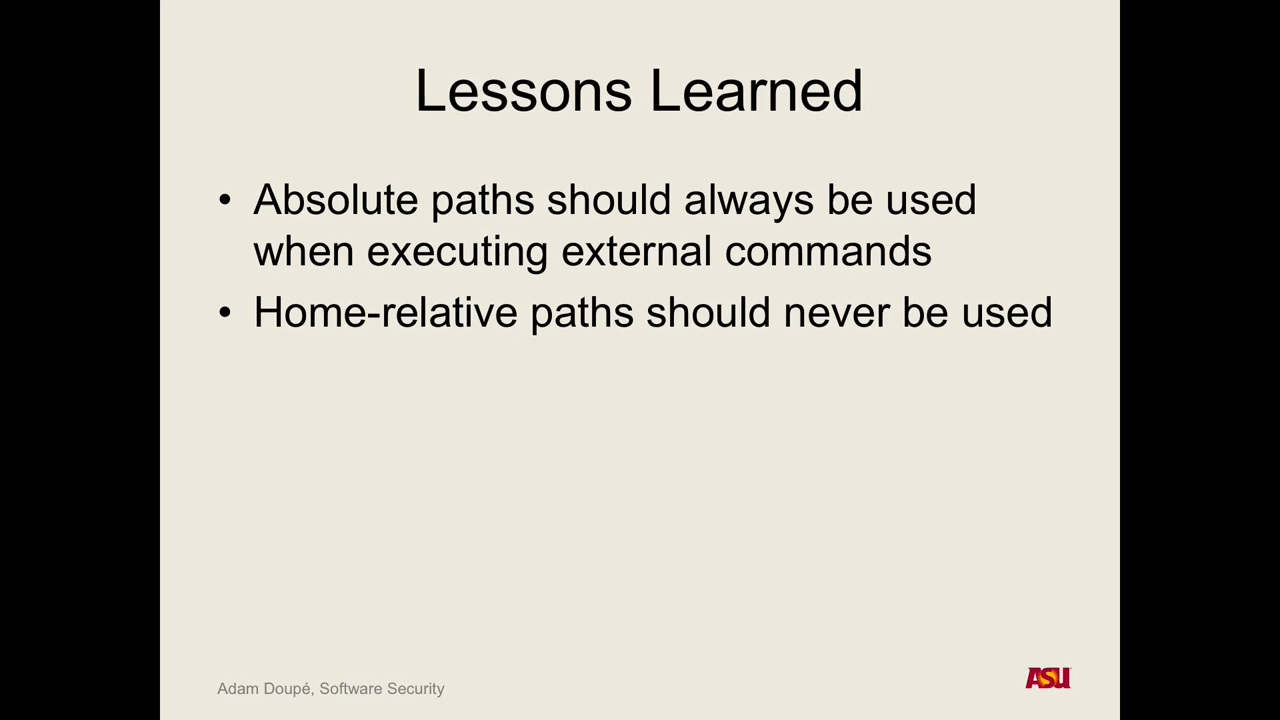 Lessons Learned
• Absolute paths should always be used
when executing external commands
• Home-relative paths should never be used
Adam Doupé, Software Security
ASU